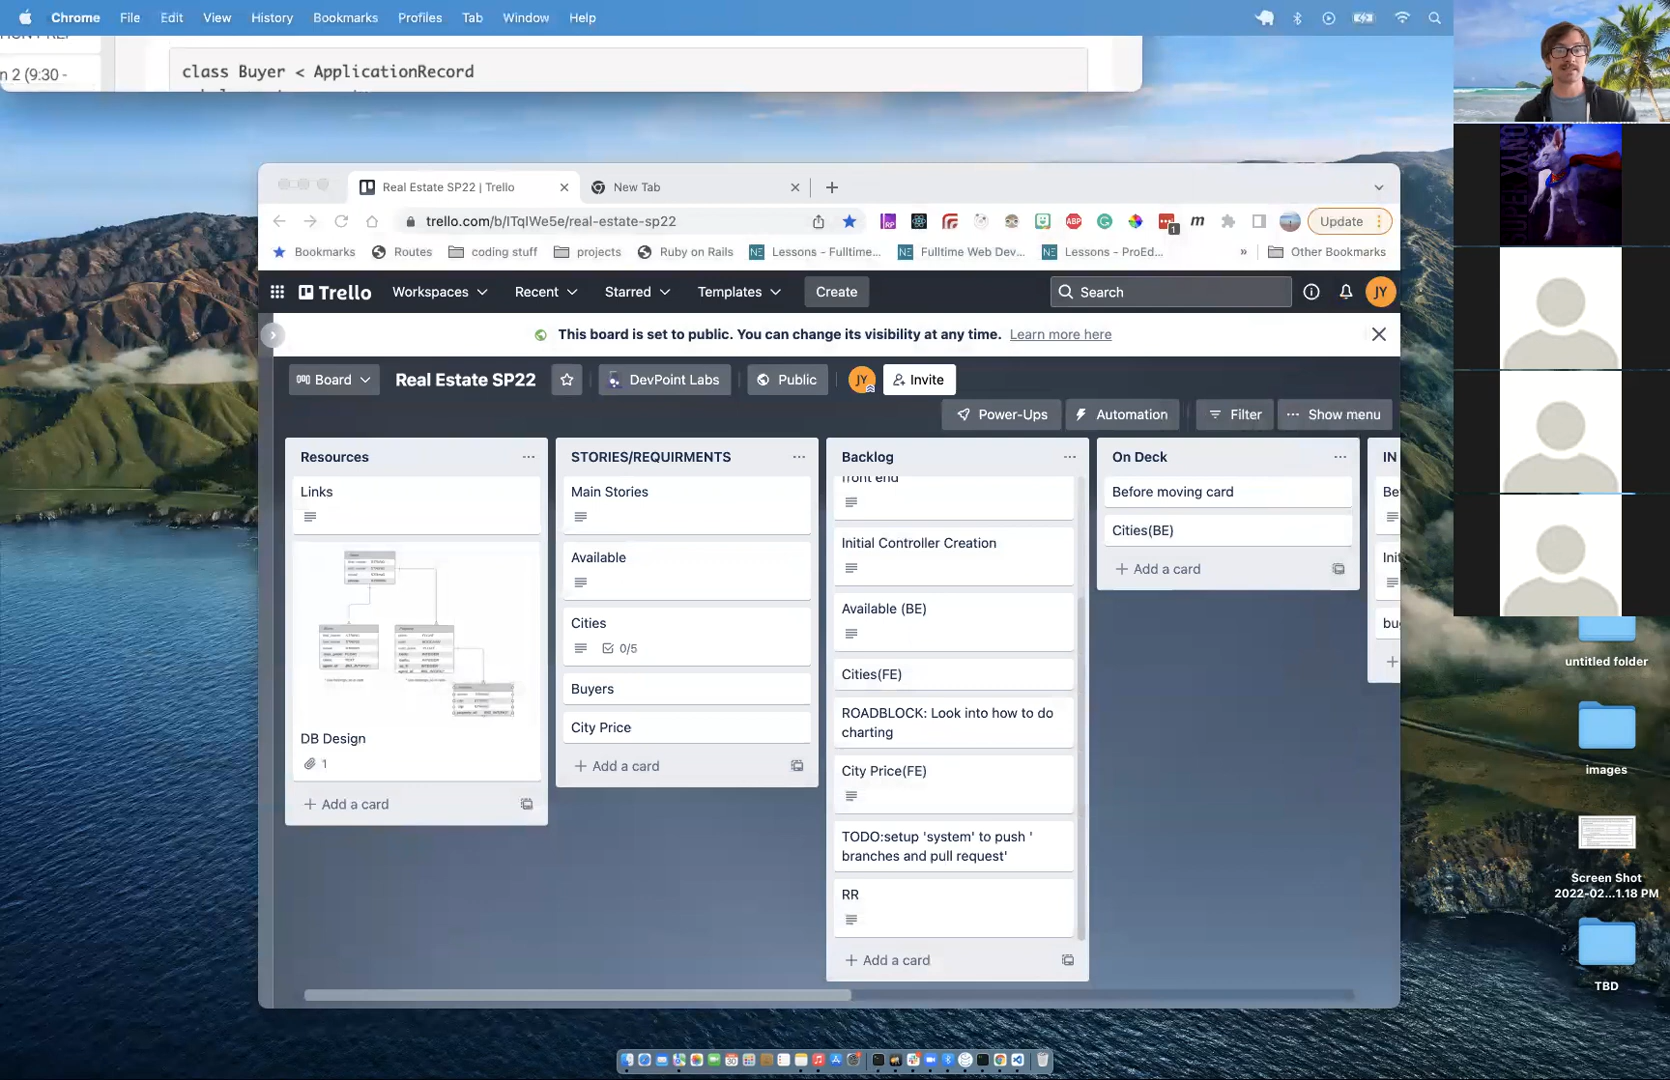 Chrome File Edit View History Bookmarks Profiles Tab Window Help
n 2 (9:30 -
class Buyer < ApplicationRecord
Real Estate SP22 | Trello
New Tab
trello.com/b/lTqIWe5e/real-estate-sp22
1
m
Update
Bookmarks
Routes
coding stuff
projects
Ruby on Rails
Lessons - Fulltime...
Fulltime Web Dev...
Lessons - ProEd...
»
Other Bookmarks
Trello
Workspaces
Recent
Starred
Templates
Create
Search
JY
This board is set to public. You can change its visibility at any time. Learn more here
Board
Real Estate SP22
DevPoint Labs
Public
JY
Invite
Power-Ups
Automation
Filter
Show menu
Resources
Links
DB Design
1
+ Add a card
STORIES/REQUIRMENTS
Main Stories
Available
Cities
0/5
Buyers
City Price
+ Add a card
Backlog
front end
Initial Controller Creation
Available (BE)
Cities(FE)
ROADBLOCK: Look into how to do
charting
City Price(FE)
TODO:setup 'system' to push '
branches and pull request'
RR
+ Add a card
On Deck
Before moving card
Cities(BE)
+ Add a card
IN
Be
Init
bu
untitled folder
images
Screen Shot
2022-02...1.18 PM
TBD